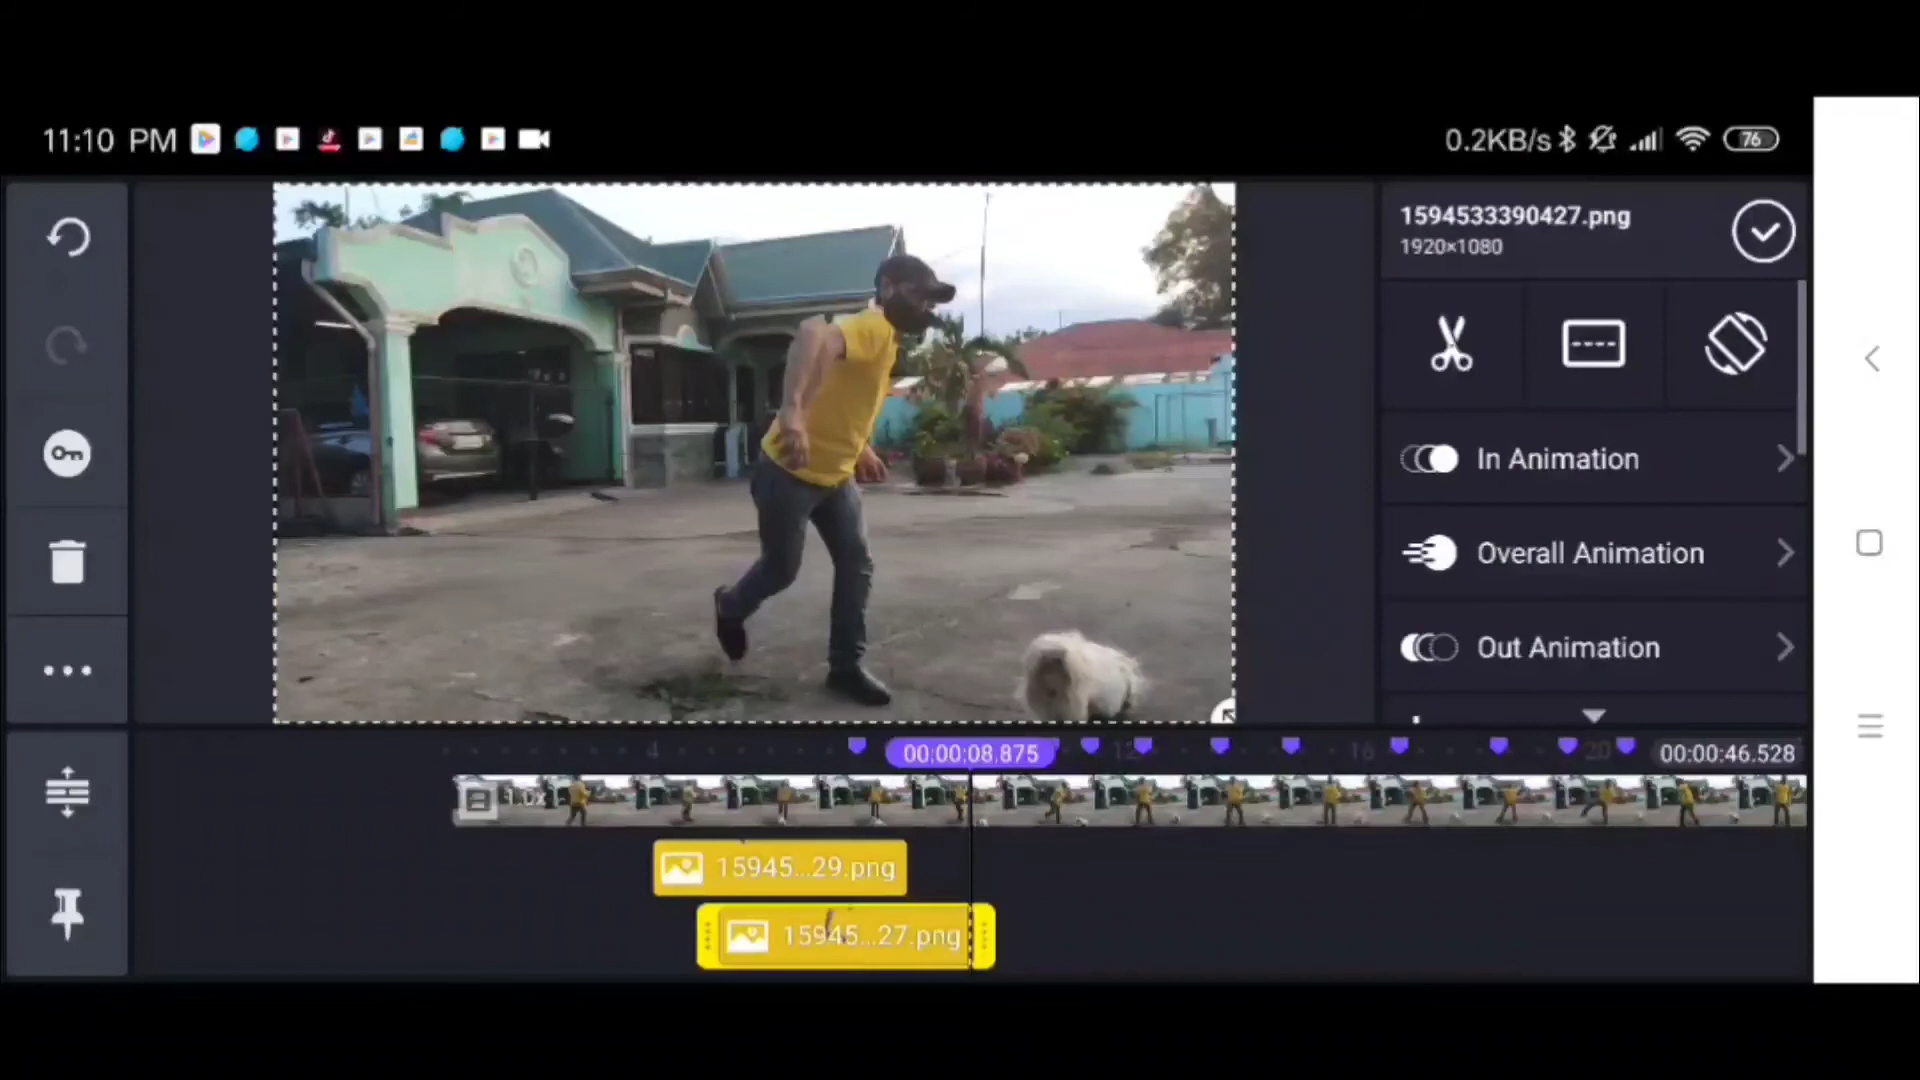 11:10 PM
0.2KB/s
76
1594533390427.png
1920×1080
In Animation
Overall Animation
Out Animation
4
00:00:08.875
12
16
20
00:00:46.528
1.0x
15945...29.png
15945...27.png